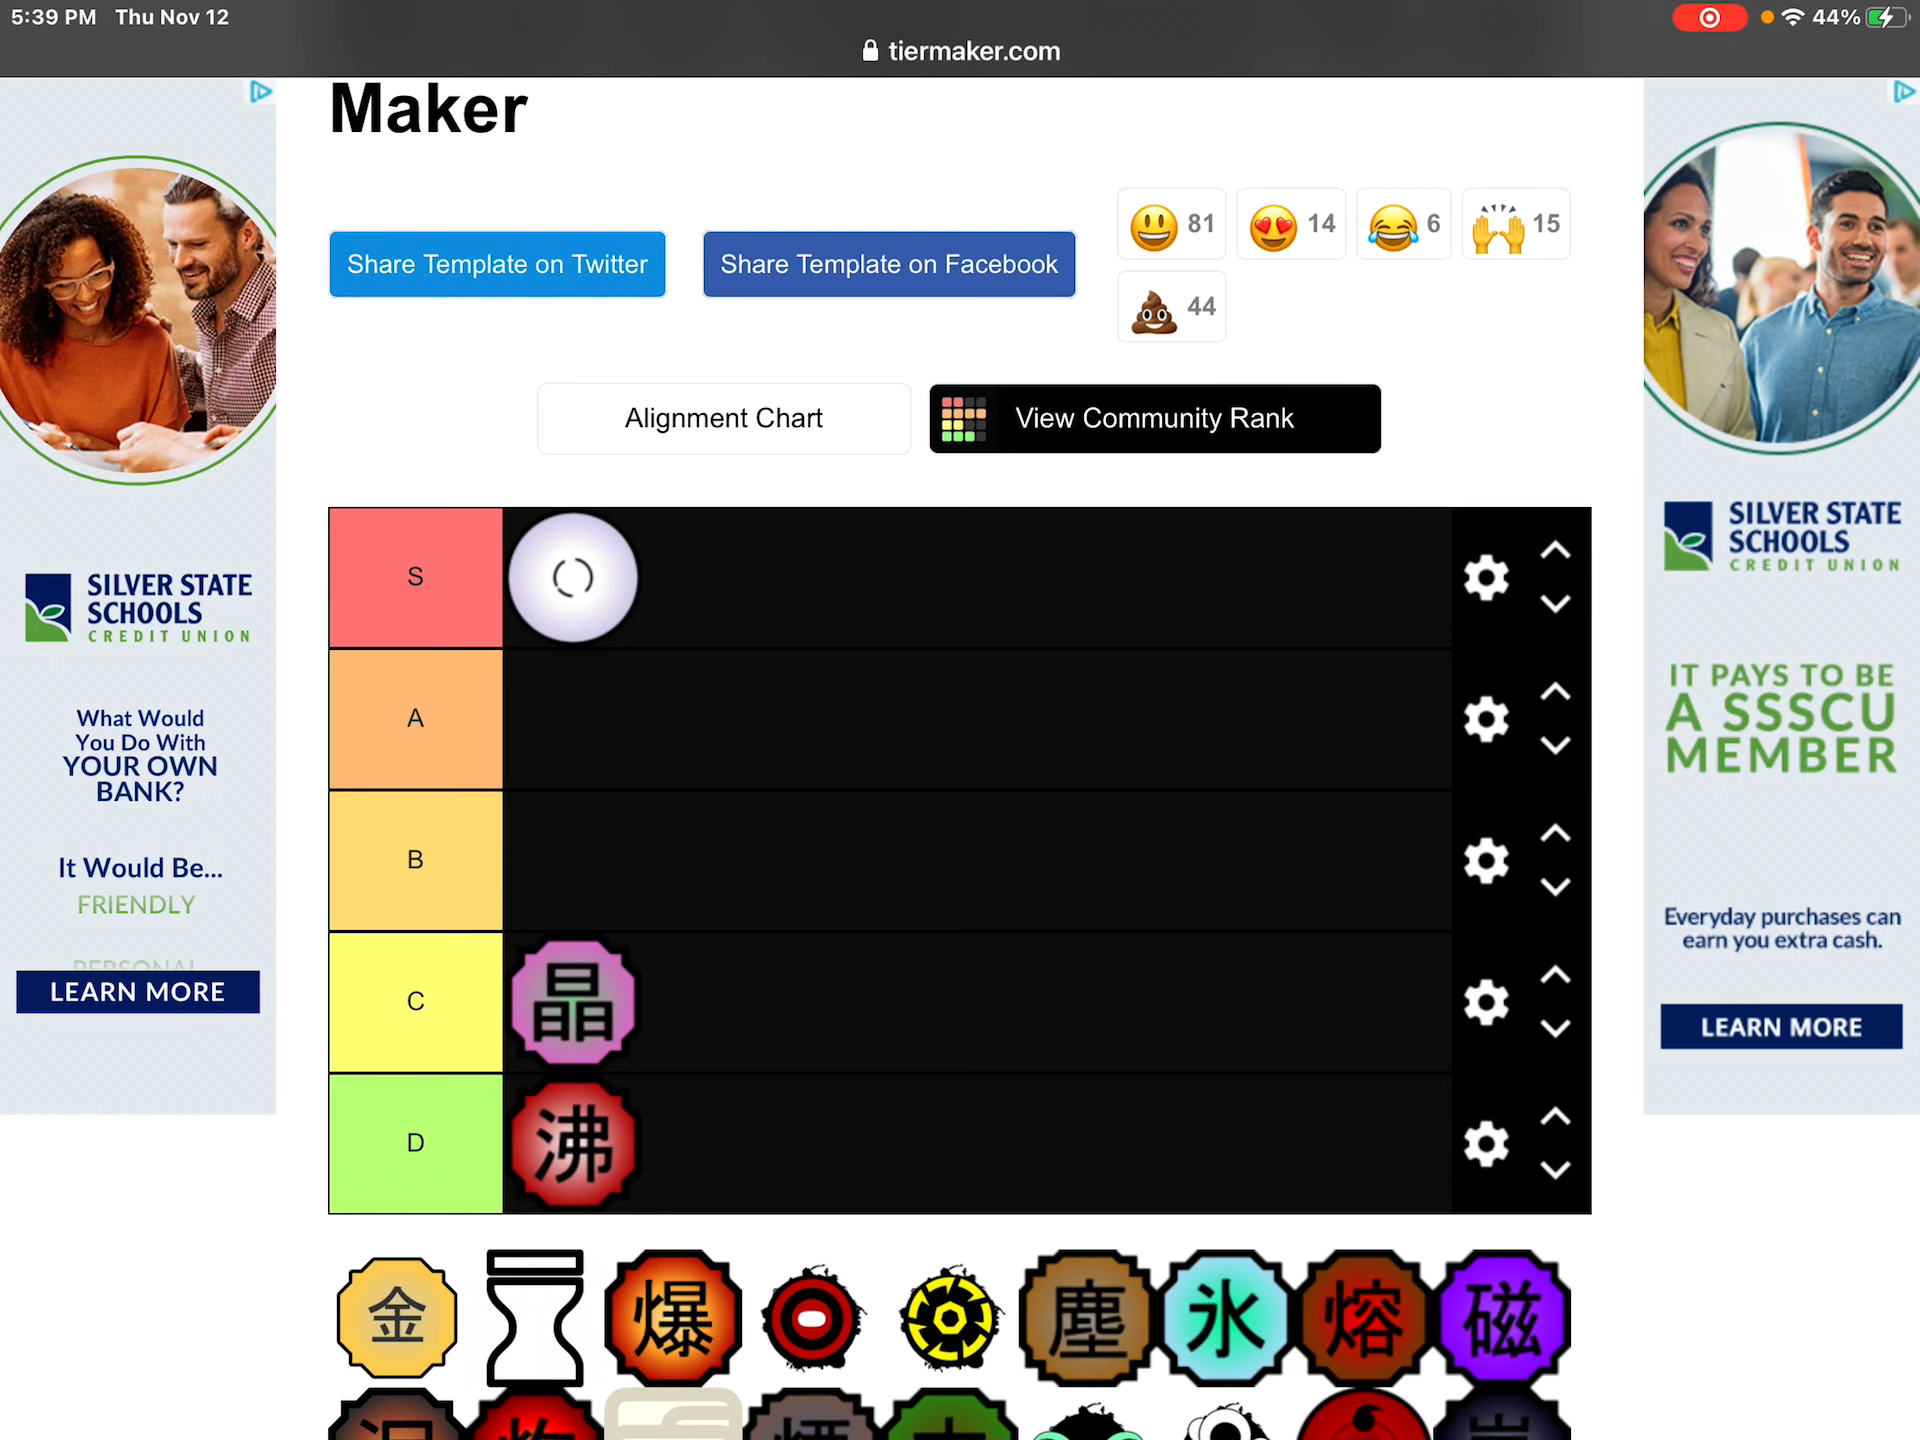 5:39 PM Thu Nov 12
44%
tiermaker.com
Maker
Share Template on Twitter
Share Template on Facebook
81
14
6
15
44
Alignment Chart
View Community Rank
SILVER STATE
SCHOOLS
CREDIT UNION
What Would
You Do With
YOUR OWN
BANK?
It Would Be...
FRIENDLY
PERSONAL
LEARN MORE
S
A
B
C
晶
D
沸
SILVER STATE
SCHOOLS
CREDIT UNION
IT PAYS TO BE
A SSSCU
MEMBER
Everyday purchases can
earn you extra cash.
LEARN MORE
金
爆
塵
氷
熔
磁